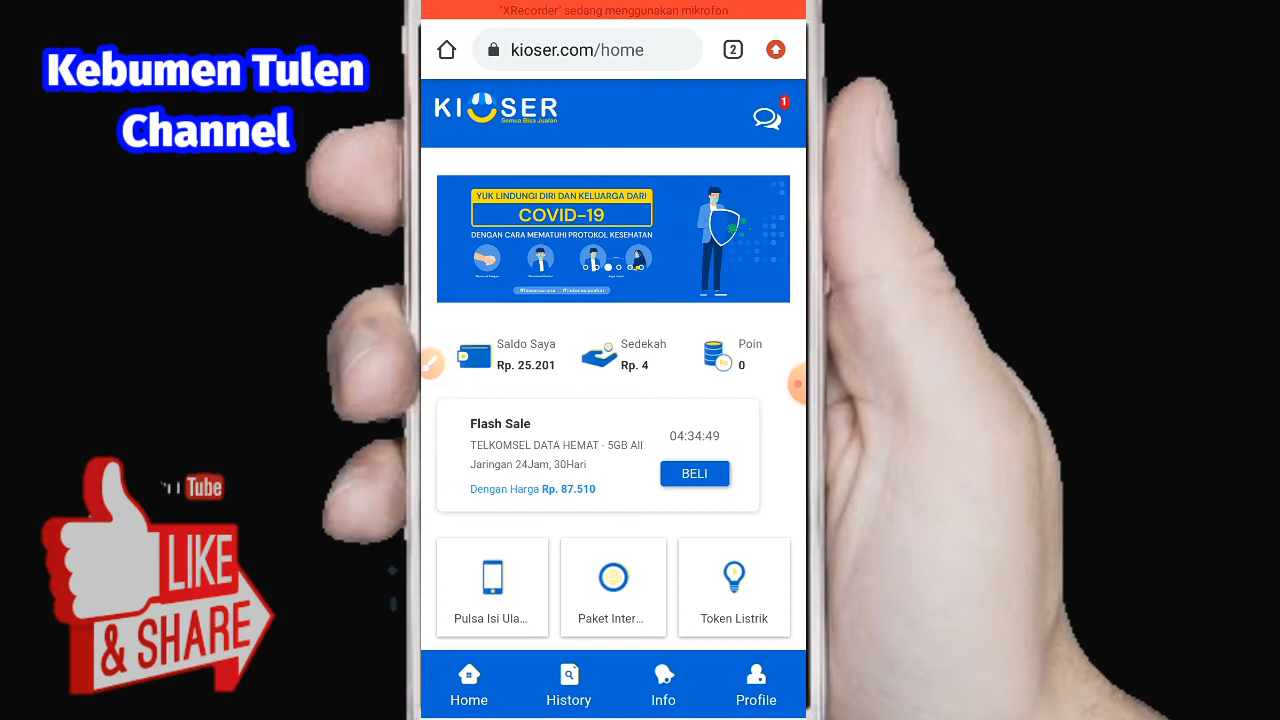 "XRecorder" sedang menggunakan mikrofon
Kebumen Tulen
Channel
kioser.com/home
2
KIOSER
Semua Bisa Jualan
1
YUK LINDUNGI DIRI DAN KELUARGA DARI
COVID-19
DENGAN CARA MEMATUHI PROTOKOL KESEHATAN
Saldo Saya
Rp. 25.201
Sedekah
Rp. 4
Poin
0
Flash Sale
TELKOMSEL DATA HEMAT - 5GB All
Jaringan 24Jam, 30Hari
Dengan Harga Rp. 87.510
04:34:49
BELI
Pulsa Isi Ula...
Paket Inter...
Token Listrik
Home
History
Info
Profile
Tube
LIKE
& SHARE